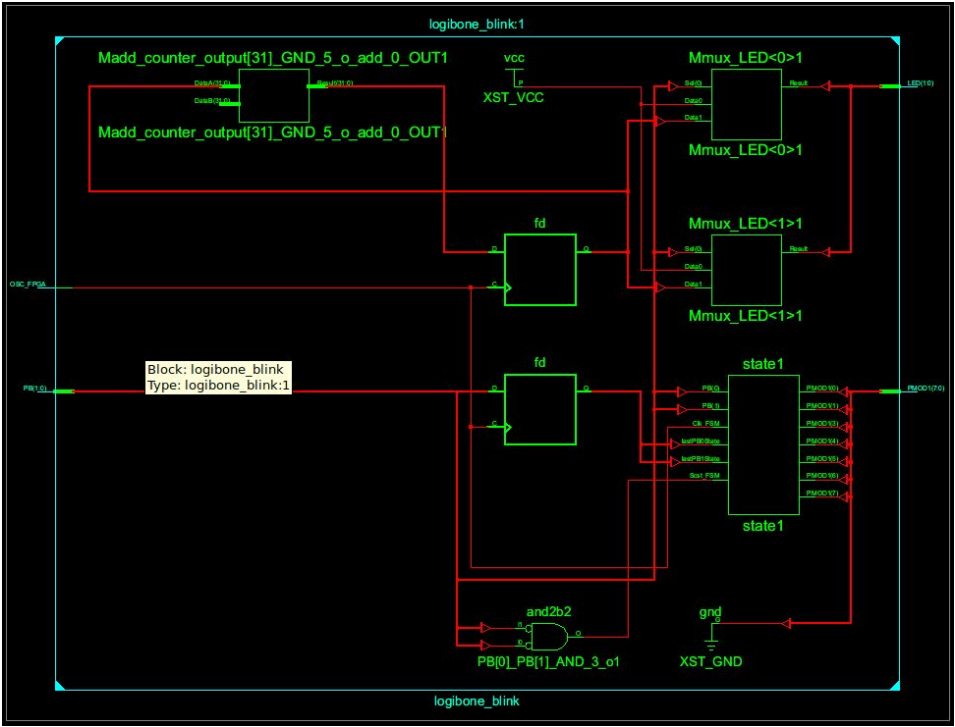 logibone_blink:1
Madd_counter_output[31]_GND_5_o_add_0_OUT1
DataA(31:0)
Result(31:0)
DataB(31:0)
Madd_counter_output[31]_GND_5_o_add_0_OUT1
VCC
P
XST_VCC
Mmux_LED<0>1
Sel(0)
Data0
Data1
Result
LED(1:0)
Mmux_LED<0>1
fd
D
Q
C
Mmux_LED<1>1
Sel(0)
Data0
Data1
Result
Mmux_LED<1>1
OSC_FPGA
PB(1:0)
Block: logibone_blink
Type: logibone_blink:1
fd
D
Q
C
state1
PB(0)
PB(1)
Clk_FSM
lastPB0State
lastPB1State
PMOD1(0)
PMOD1(1)
PMOD1(3)
PMOD1(4)
PMOD1(5)
PMOD1(6)
PMOD1(7)
PMOD1(7:0)
state1
and2b2
I1
I0
O
PB[0]_PB[1]_AND_3_o1
gnd
G
XST_GND
logibone_blink